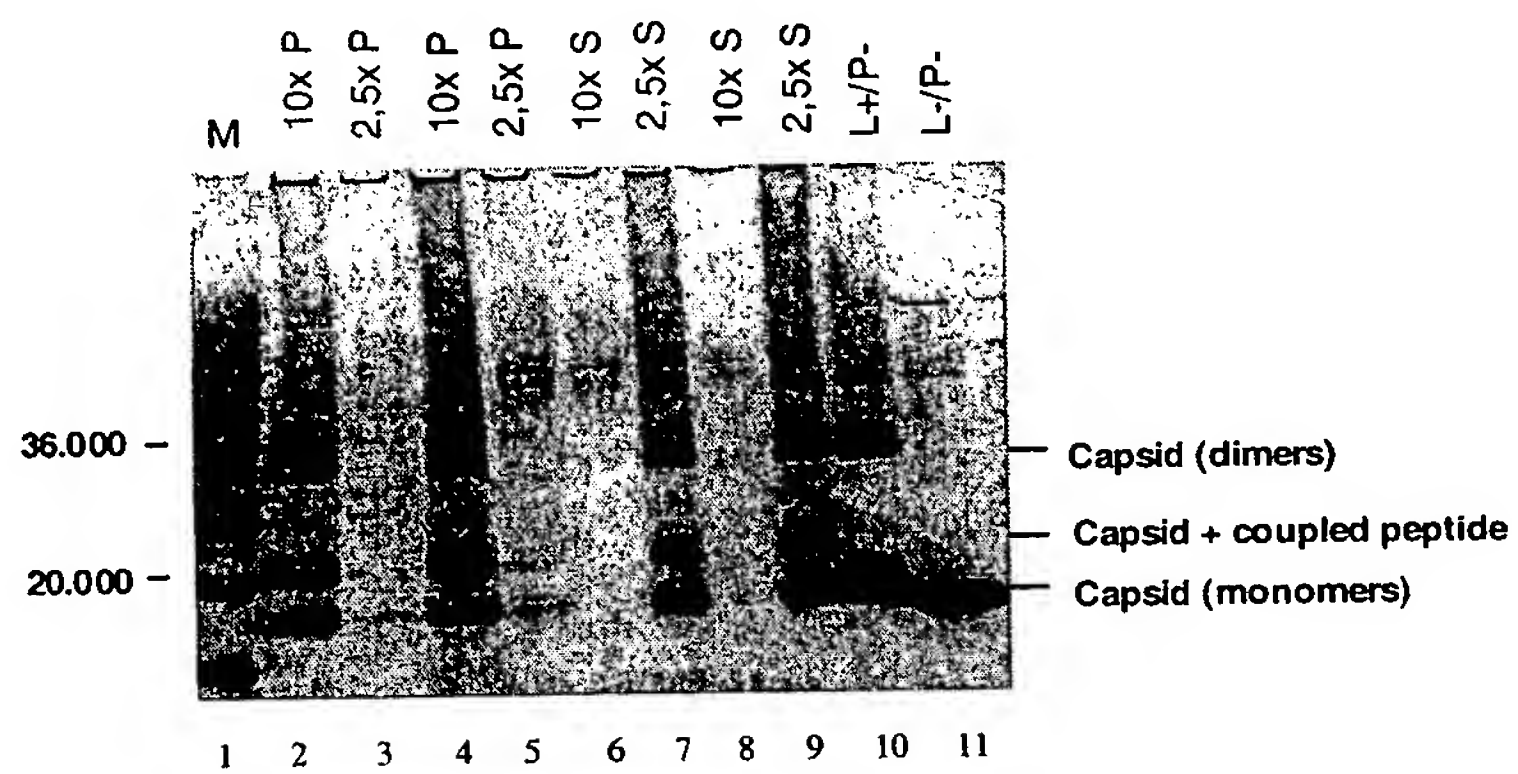 M 10x P 2,5x P 10x P 2,5x P 10x S 2,5x S 10x S 2,5x S L+/P- L-/P-
36.000
Capsid (dimers)
Capsid + coupled peptide
20.000
Capsid (monomers)
1 2 3 4 5 6 7 8 9 10 11